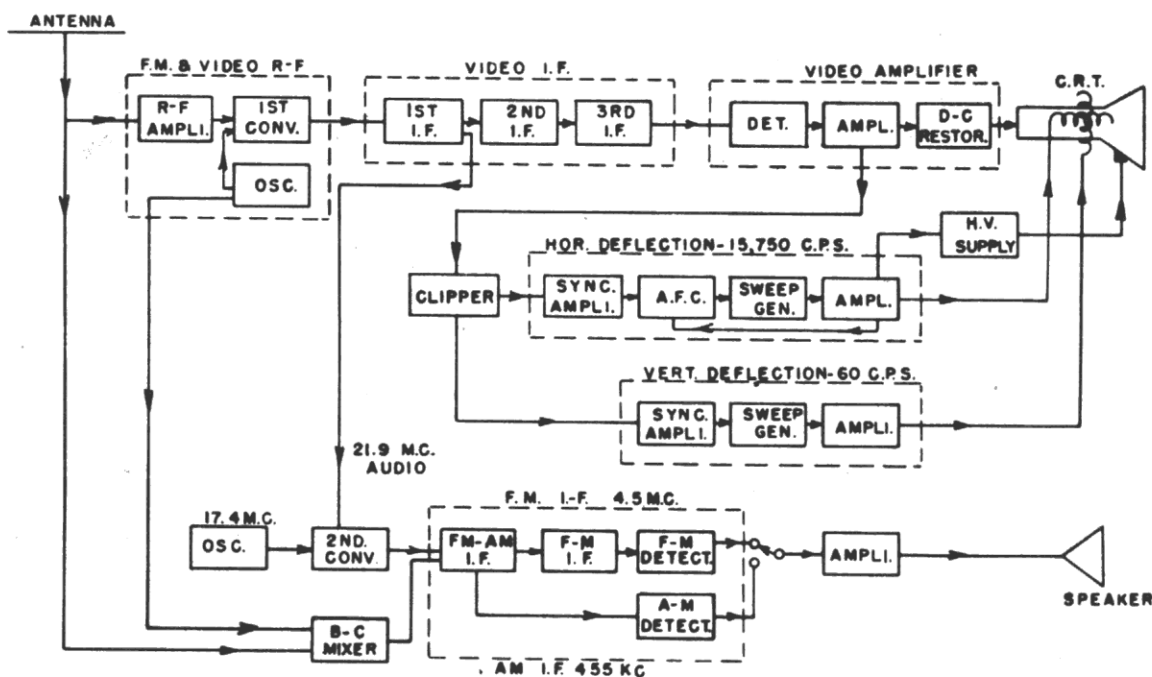 ANTENNA
F.M. & VIDEO R-F
VIDEO I.F.
VIDEO AMPLIFIER
C.R.T.
R-F
AMPLI.
1ST
CONV.
OSC.
1ST
I.F.
2ND
I.F.
3RD
I.F.
DET.
AMPL.
D-C
RESTOR.
H.V.
SUPPLY
HOR. DEFLECTION-15,750 C.P.S.
CLIPPER
SYNC.
AMPLI.
A.F.C.
SWEEP
GEN.
AMPL.
VERT. DEFLECTION-60 C.P.S.
SYNC.
AMPLI.
SWEEP
GEN.
AMPLI.
21.9 M.C.
AUDIO
F.M. I.-F. 4.5 M.C.
17.4 M.C.
OSC.
2ND.
CONV.
FM-AM
I.F.
F-M
I.F.
F-M
DETECT.
AMPLI.
SPEAKER
A-M
DETECT.
B-C
MIXER
AM I.F. 455 KC